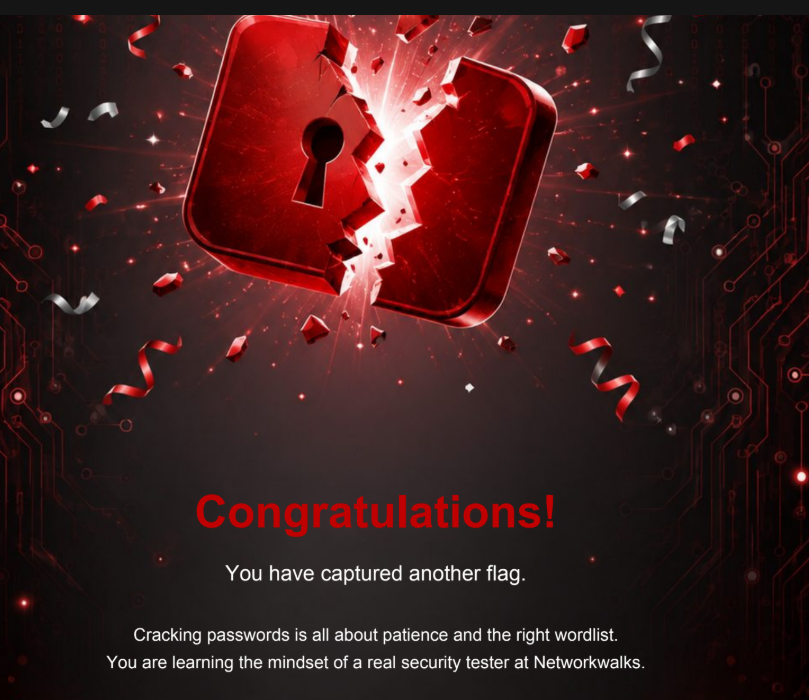 Congratulations!
You have captured another flag.
Cracking passwords is all about patience and the right wordlist.
You are learning the mindset of a real security tester at Networkwalks.